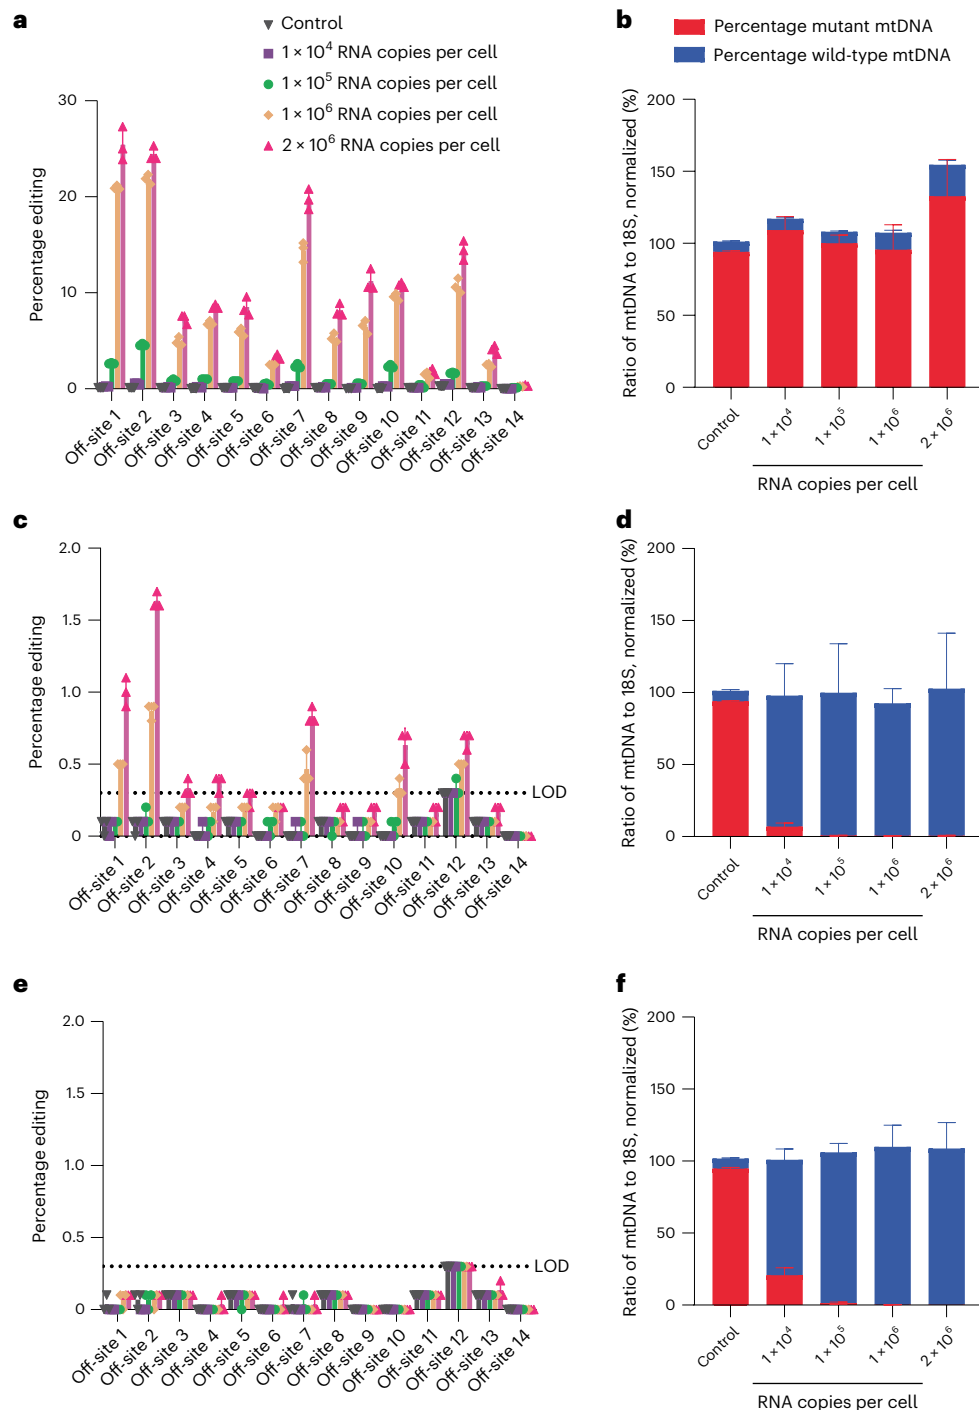 a
Control
1 × 10⁴ RNA copies per cell
1 × 10⁵ RNA copies per cell
1 × 10⁶ RNA copies per cell
2 × 10⁶ RNA copies per cell
Percentage editing
30
20
10
0
Off-site 1
Off-site 2
Off-site 3
Off-site 4
Off-site 5
Off-site 6
Off-site 7
Off-site 8
Off-site 9
Off-site 10
Off-site 11
Off-site 12
Off-site 13
Off-site 14
b
Percentage mutant mtDNA
Percentage wild-type mtDNA
Ratio of mtDNA to 18S, normalized (%)
200
150
100
50
0
Control
1 × 10⁴
1 × 10⁵
1 × 10⁶
2 × 10⁶
RNA copies per cell
c
Percentage editing
2.0
1.5
1.0
0.5
0
LOD
Off-site 1
Off-site 2
Off-site 3
Off-site 4
Off-site 5
Off-site 6
Off-site 7
Off-site 8
Off-site 9
Off-site 10
Off-site 11
Off-site 12
Off-site 13
Off-site 14
d
Ratio of mtDNA to 18S, normalized (%)
200
150
100
50
0
Control
1 × 10⁴
1 × 10⁵
1 × 10⁶
2 × 10⁶
RNA copies per cell
e
Percentage editing
2.0
1.5
1.0
0.5
0
LOD
Off-site 1
Off-site 2
Off-site 3
Off-site 4
Off-site 5
Off-site 6
Off-site 7
Off-site 8
Off-site 9
Off-site 10
Off-site 11
Off-site 12
Off-site 13
Off-site 14
f
Ratio of mtDNA to 18S, normalized (%)
200
150
100
50
0
Control
1 × 10⁴
1 × 10⁵
1 × 10⁶
2 × 10⁶
RNA copies per cell